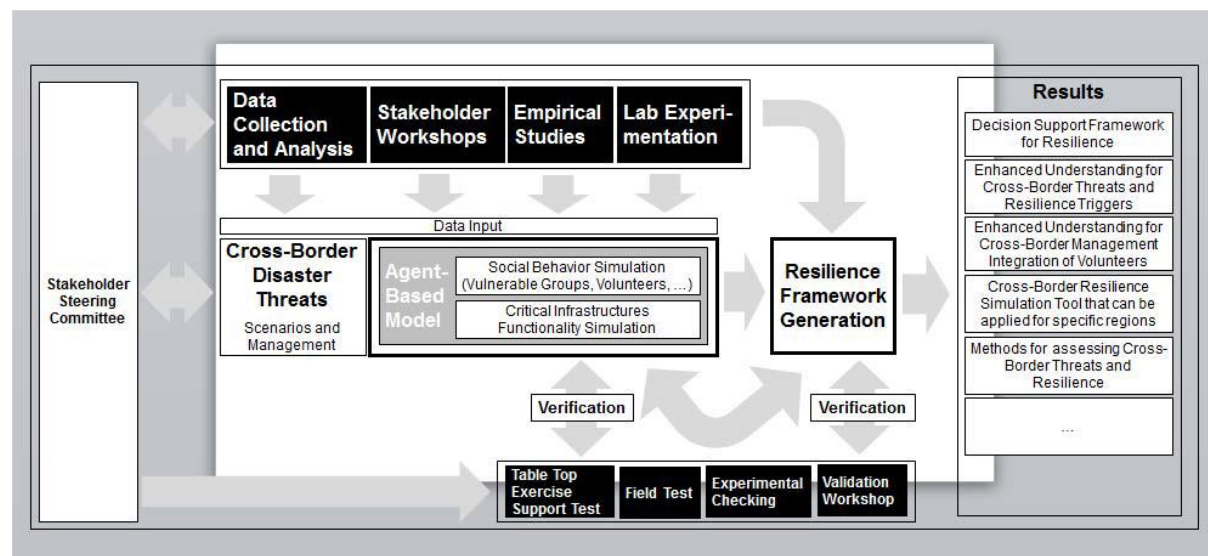 Stakeholder
Steering
Committee
Data
Collection
and Analysis
Stakeholder
Workshops
Empirical
Studies
Lab Experi-
mentation
Data Input
Cross-Border
Disaster
Threats
Scenarios and
Management
Agent-
Based
Model
Social Behavior Simulation
(Vulnerable Groups, Volunteers, …)
Critical Infrastructures
Functionality Simulation
Resilience
Framework
Generation
Verification
Verification
Table Top
Exercise
Support Test
Field Test
Experimental
Checking
Validation
Workshop
Results
Decision Support Framework
for Resilience
Enhanced Understanding for
Cross-Border Threats and
Resilience Triggers
Enhanced Understanding for
Cross-Border Management
Integration of Volunteers
Cross-Border Resilience
Simulation Tool that can be
applied for specific regions
Methods for assessing Cross-
Border Threats and
Resilience
…